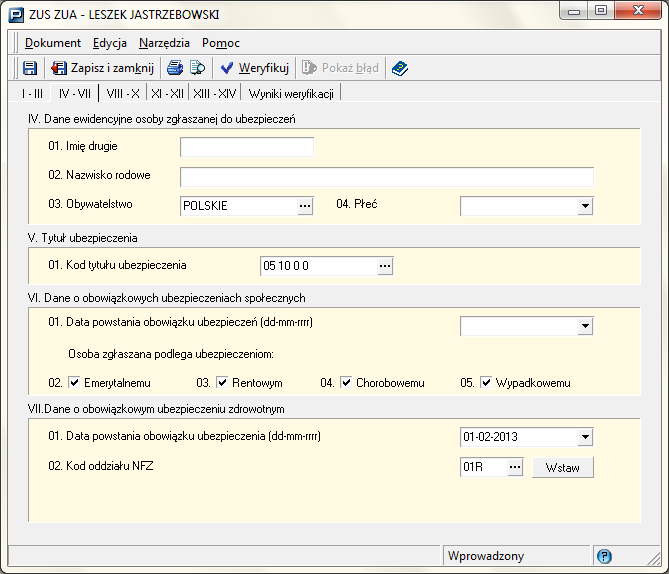 ZUS ZUA - LESZEK JASTRZEBOWSKI
Dokument Edycja Narzędzia Pomoc
Zapisz i zamknij Weryfikuj Pokaż błąd
I - III IV - VII VIII - X XI - XII XIII - XIV Wyniki weryfikacji
IV. Dane ewidencyjne osoby zgłaszanej do ubezpieczeń
01. Imię drugie
02. Nazwisko rodowe
03. Obywatelstwo POLSKIE ... 04. Płeć
V. Tytuł ubezpieczenia
01. Kod tytułu ubezpieczenia 05 10 0 0 ...
VI. Dane o obowiązkowych ubezpieczeniach społecznych
01. Data powstania obowiązku ubezpieczeń (dd-mm-rrrr)
Osoba zgłaszana podlega ubezpieczeniom:
02. Emerytalnemu 03. Rentowym 04. Chorobowemu 05. Wypadkowemu
VII.Dane o obowiązkowym ubezpieczeniu zdrowotnym
01. Data powstania obowiązku ubezpieczenia (dd-mm-rrrr) 01-02-2013
02. Kod oddziału NFZ 01R ... Wstaw
Wprowadzony ?